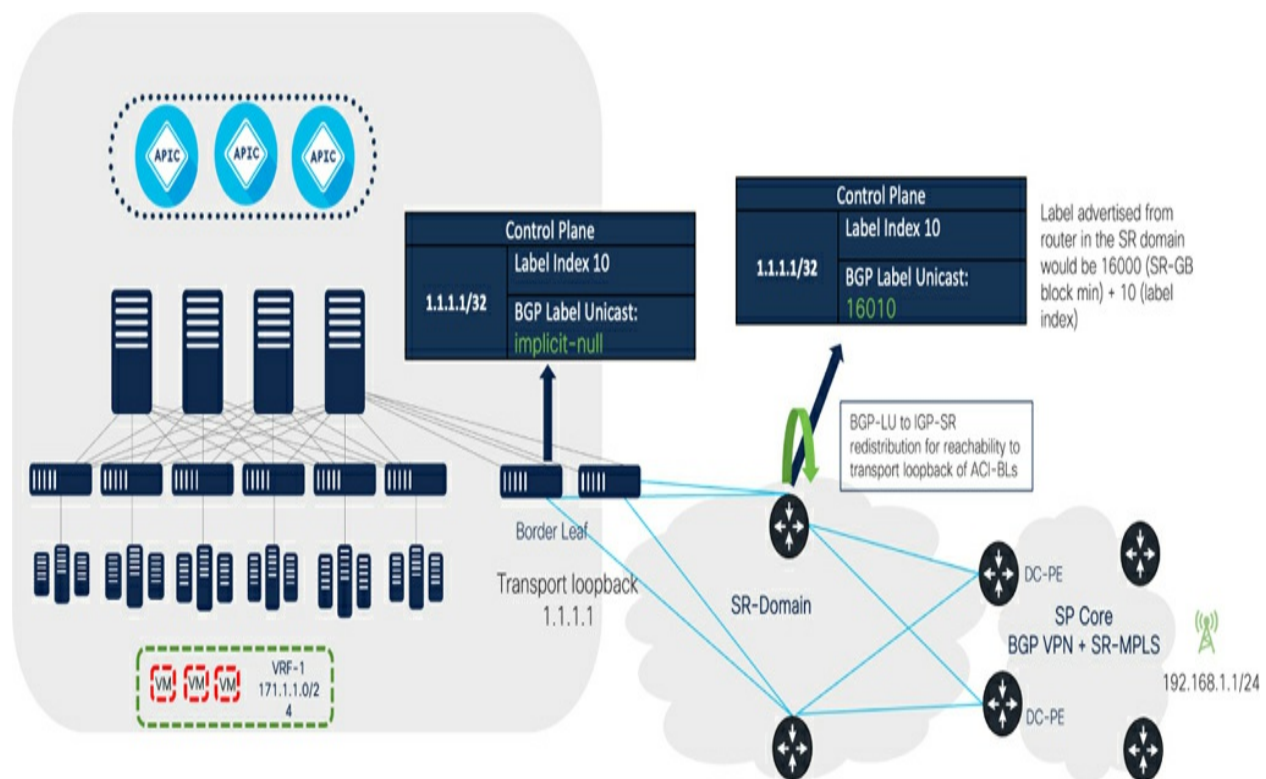 APIC
APIC
APIC
Control Plane
1.1.1.1/32
Label Index 10
BGP Label Unicast:
implicit-null
Control Plane
1.1.1.1/32
Label Index 10
BGP Label Unicast:
16010
Label advertised from
router in the SR domain
would be 16000 (SR-GB
block min) + 10 (label
index)
BGP-LU to IGP-SR
redistribution for reachability to
transport loopback of ACI-BLs
Border Leaf
Transport loopback
1.1.1.1
SR-Domain
DC-PE
SP Core
BGP VPN + SR-MPLS
DC-PE
192.168.1.1/24
VM
VM
VM
VRF-1
171.1.1.0/2
4